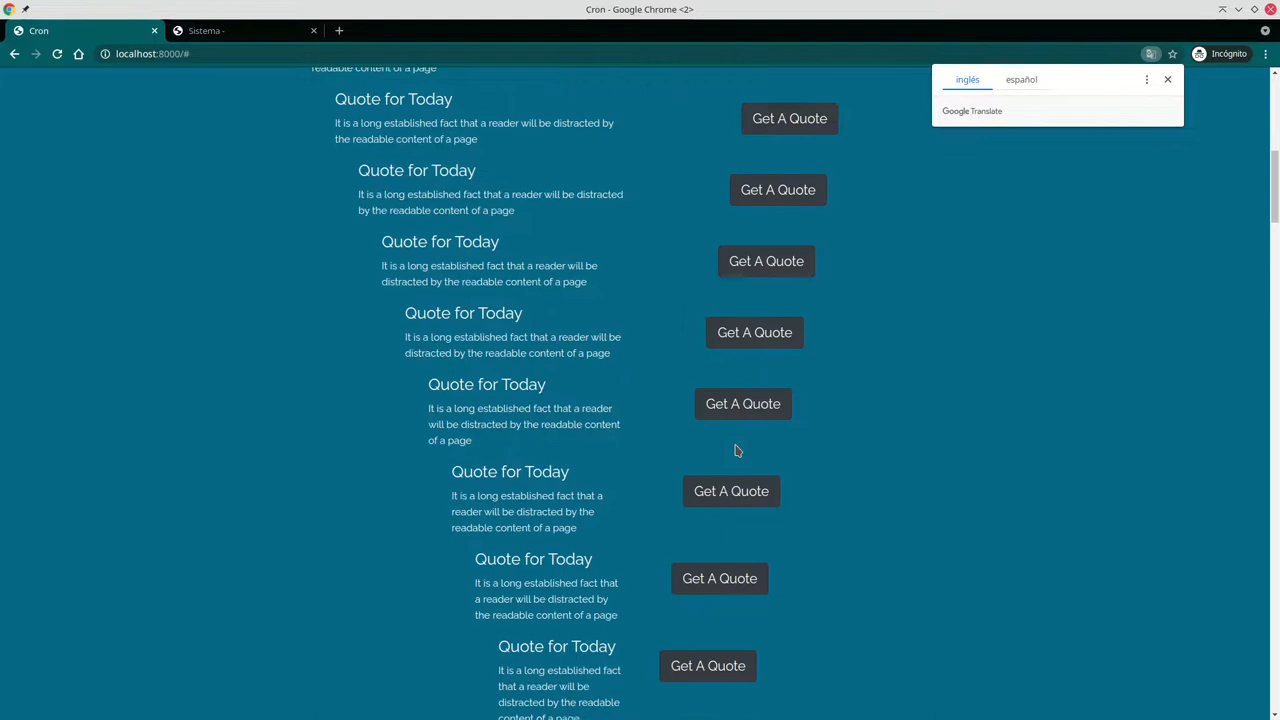 Cron - Google Chrome <2>
Cron
Sistema -
localhost:8000/#
Incógnito
inglés
español
Google Translate
readable content of a page
Quote for Today
It is a long established fact that a reader will be distracted by
the readable content of a page
Get A Quote
Quote for Today
It is a long established fact that a reader will be distracted
by the readable content of a page
Get A Quote
Quote for Today
It is a long established fact that a reader will be
distracted by the readable content of a page
Get A Quote
Quote for Today
It is a long established fact that a reader will be
distracted by the readable content of a page
Get A Quote
Quote for Today
It is a long established fact that a reader
will be distracted by the readable content
of a page
Get A Quote
Quote for Today
It is a long established fact that a
reader will be distracted by the
readable content of a page
Get A Quote
Quote for Today
It is a long established fact that
a reader will be distracted by
the readable content of a page
Get A Quote
Quote for Today
It is a long established fact
that a reader will be
distracted by the readable
content of a page
Get A Quote